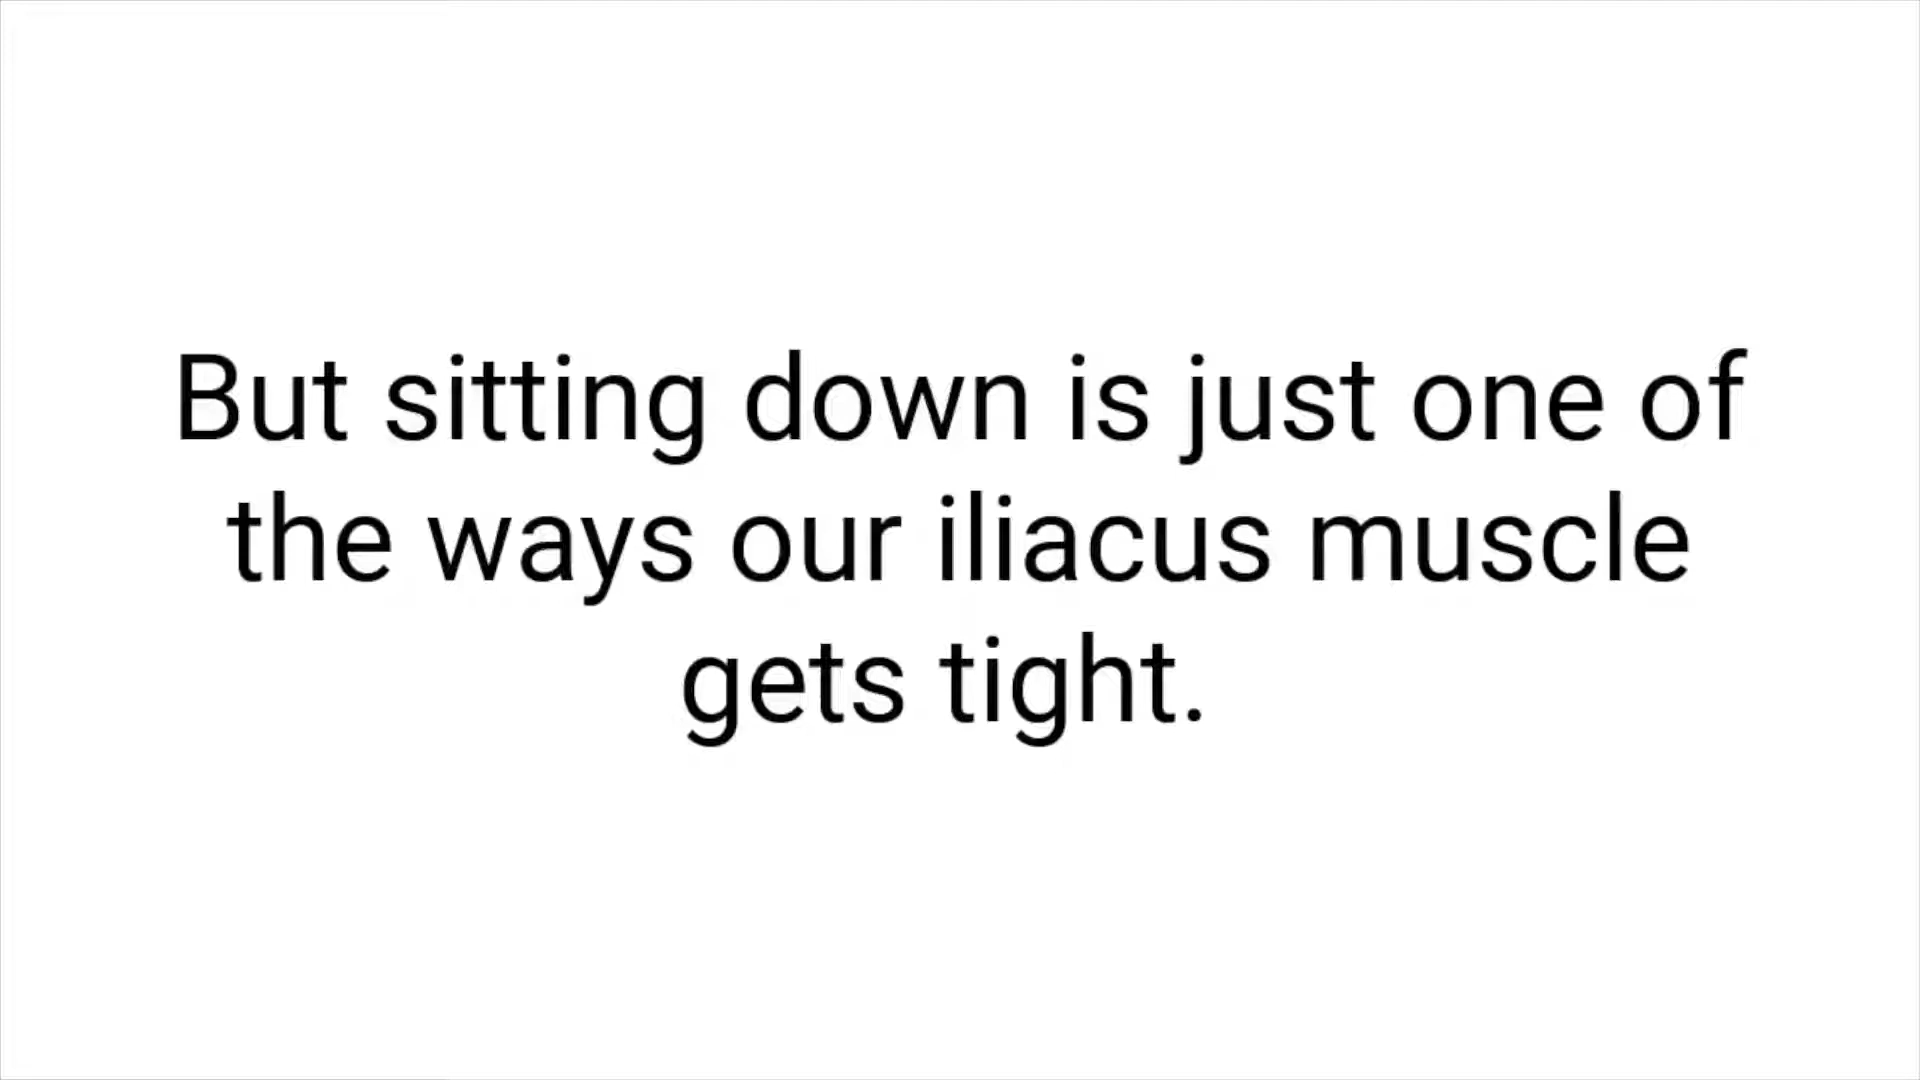 But sitting down is just one of
the ways our iliacus muscle
gets tight.